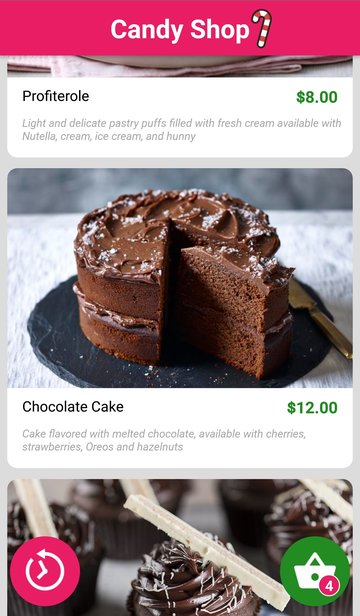 Candy Shop
Profiterole
$8.00
Light and delicate pastry puffs filled with fresh cream available with
Nutella, cream, ice cream, and hunny
Chocolate Cake
$12.00
Cake flavored with melted chocolate, available with cherries,
strawberries, Oreos and hazelnuts
4